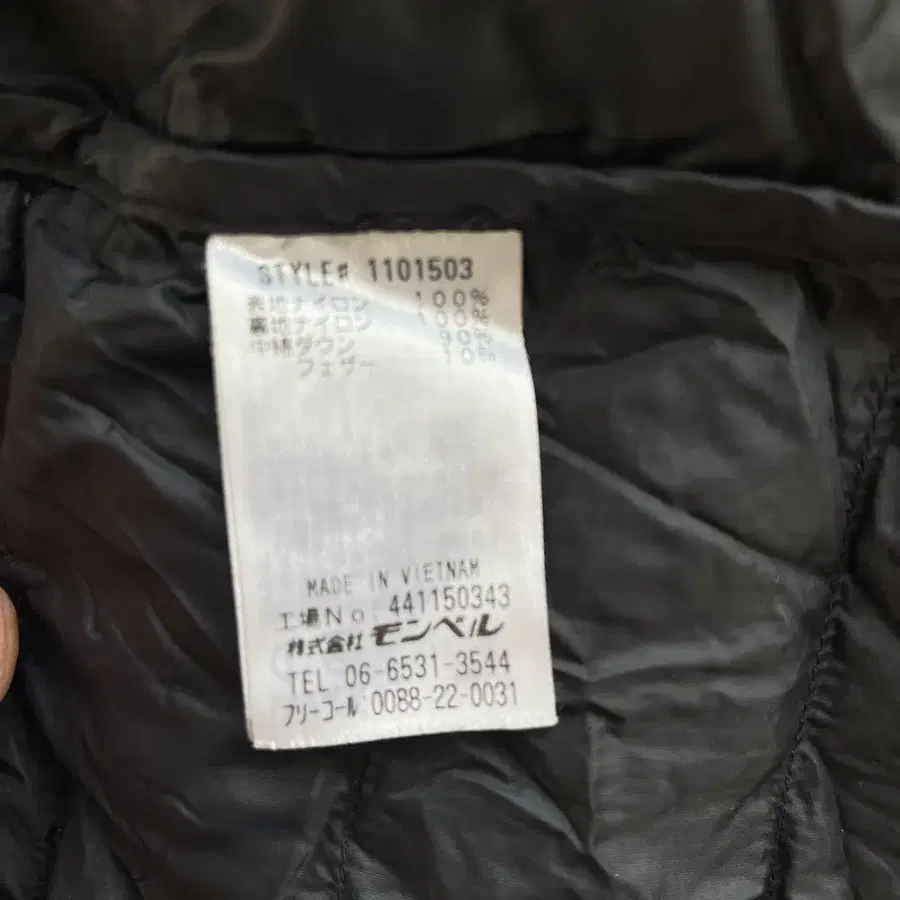 STYLE# 1101503
表地ナイロン 100%
裏地ナイロン 100%
中綿ダウン 90%
フェザー 10%
MADE IN VIETNAM
工場No. 441150343
株式会社 モンベル
TEL 06-6531-3544
フリーコール 0088-22-0031